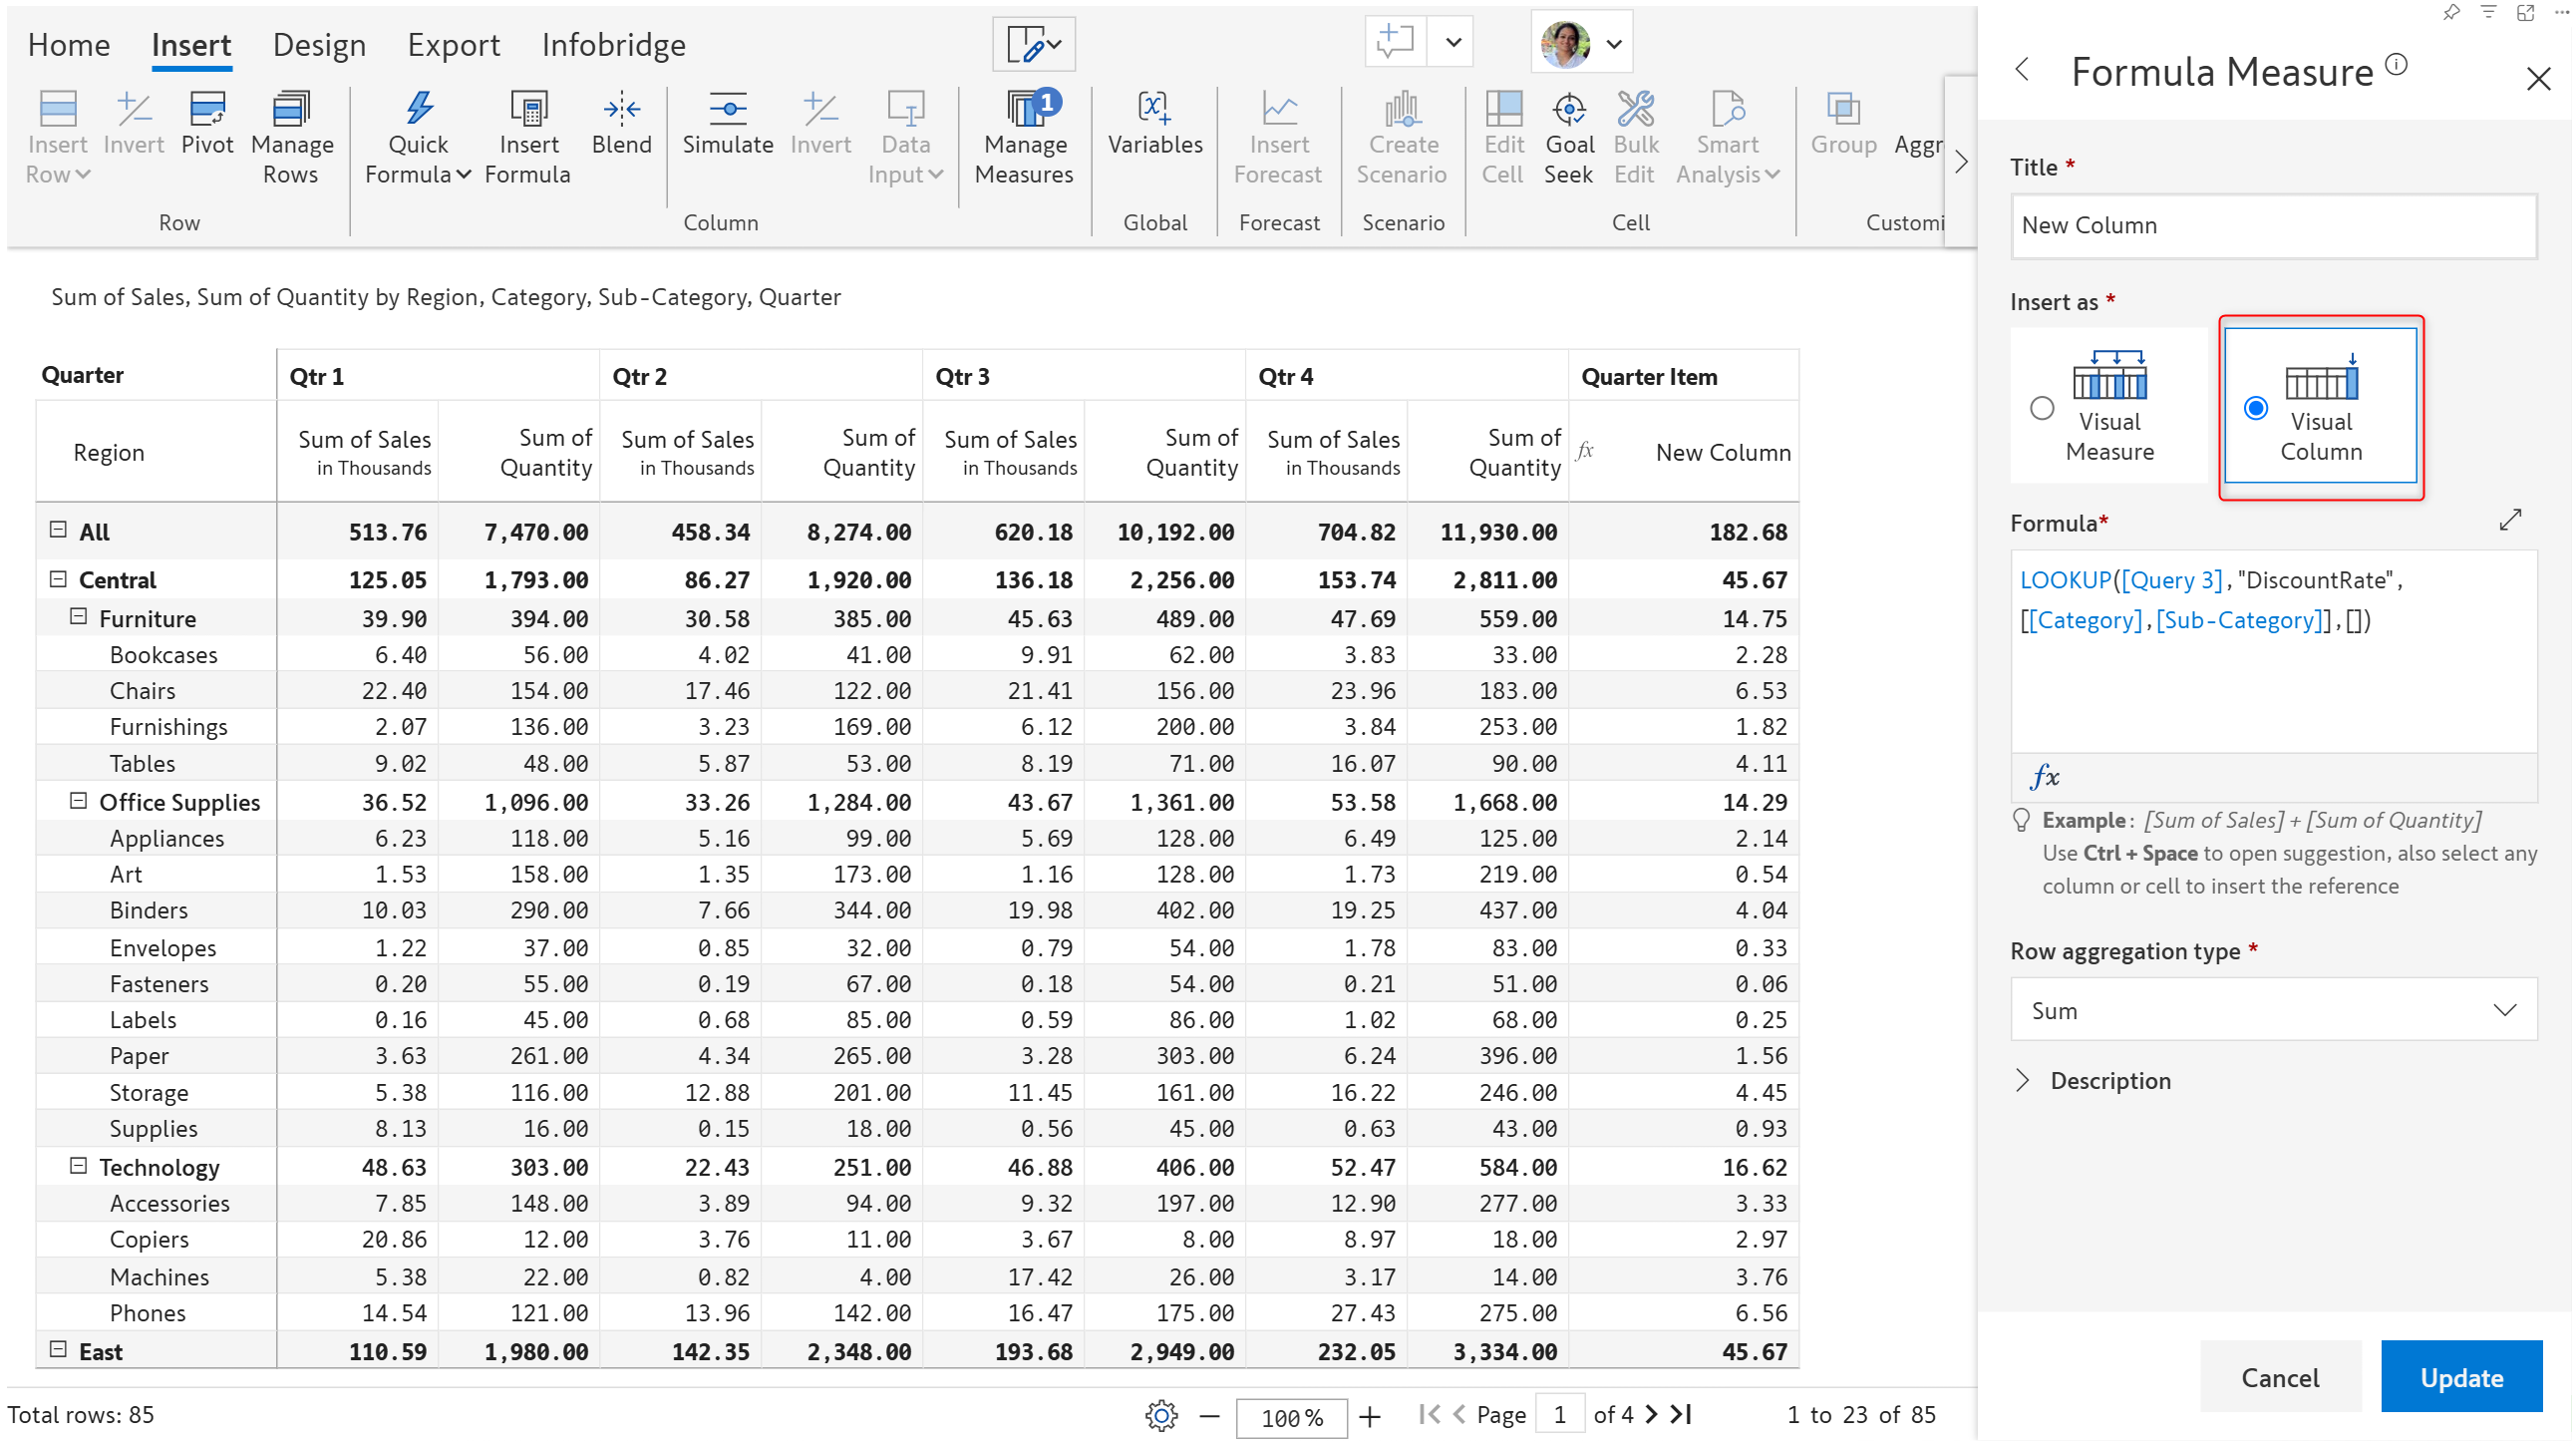 Home Insert Design Export Infobridge
Insert Row Invert Pivot Manage Rows Quick Formula Insert Formula Blend Simulate Invert Data Input Manage Measures 1 Variables Insert Forecast Create Scenario Edit Cell Goal Seek Bulk Edit Smart Analysis Group Aggr
Row Column Global Forecast Scenario Cell Customi
Sum of Sales, Sum of Quantity by Region, Category, Sub-Category, Quarter
Quarter Qtr 1 Qtr 2 Qtr 3 Qtr 4 Quarter Item
Region Sum of Sales in Thousands Sum of Quantity Sum of Sales in Thousands Sum of Quantity Sum of Sales in Thousands Sum of Quantity Sum of Sales in Thousands Sum of Quantity fx New Column
All 513.76 7,470.00 458.34 8,274.00 620.18 10,192.00 704.82 11,930.00 182.68
Central 125.05 1,793.00 86.27 1,920.00 136.18 2,256.00 153.74 2,811.00 45.67
Furniture 39.90 394.00 30.58 385.00 45.63 489.00 47.69 559.00 14.75
Bookcases 6.40 56.00 4.02 41.00 9.91 62.00 3.83 33.00 2.28
Chairs 22.40 154.00 17.46 122.00 21.41 156.00 23.96 183.00 6.53
Furnishings 2.07 136.00 3.23 169.00 6.12 200.00 3.84 253.00 1.82
Tables 9.02 48.00 5.87 53.00 8.19 71.00 16.07 90.00 4.11
Office Supplies 36.52 1,096.00 33.26 1,284.00 43.67 1,361.00 53.58 1,668.00 14.29
Appliances 6.23 118.00 5.16 99.00 5.69 128.00 6.49 125.00 2.14
Art 1.53 158.00 1.35 173.00 1.16 128.00 1.73 219.00 0.54
Binders 10.03 290.00 7.66 344.00 19.98 402.00 19.25 437.00 4.04
Envelopes 1.22 37.00 0.85 32.00 0.79 54.00 1.78 83.00 0.33
Fasteners 0.20 55.00 0.19 67.00 0.18 54.00 0.21 51.00 0.06
Labels 0.16 45.00 0.68 85.00 0.59 86.00 1.02 68.00 0.25
Paper 3.63 261.00 4.34 265.00 3.28 303.00 6.24 396.00 1.56
Storage 5.38 116.00 12.88 201.00 11.45 161.00 16.22 246.00 4.45
Supplies 8.13 16.00 0.15 18.00 0.56 45.00 0.63 43.00 0.93
Technology 48.63 303.00 22.43 251.00 46.88 406.00 52.47 584.00 16.62
Accessories 7.85 148.00 3.89 94.00 9.32 197.00 12.90 277.00 3.33
Copiers 20.86 12.00 3.76 11.00 3.67 8.00 8.97 18.00 2.97
Machines 5.38 22.00 0.82 4.00 17.42 26.00 3.17 14.00 3.76
Phones 14.54 121.00 13.96 142.00 16.47 175.00 27.43 275.00 6.56
East 110.59 1,980.00 142.35 2,348.00 193.68 2,949.00 232.05 3,334.00 45.67
Total rows: 85 100% Page 1 of 4 1 to 23 of 85
Formula Measure
Title *
New Column
Insert as *
Visual Measure
Visual Column
Formula*
LOOKUP([Query 3],"DiscountRate",
[[Category],[Sub-Category]],[])
fx
Example: [Sum of Sales] + [Sum of Quantity]
Use Ctrl + Space to open suggestion, also select any
column or cell to insert the reference
Row aggregation type *
Sum
Description
Cancel Update